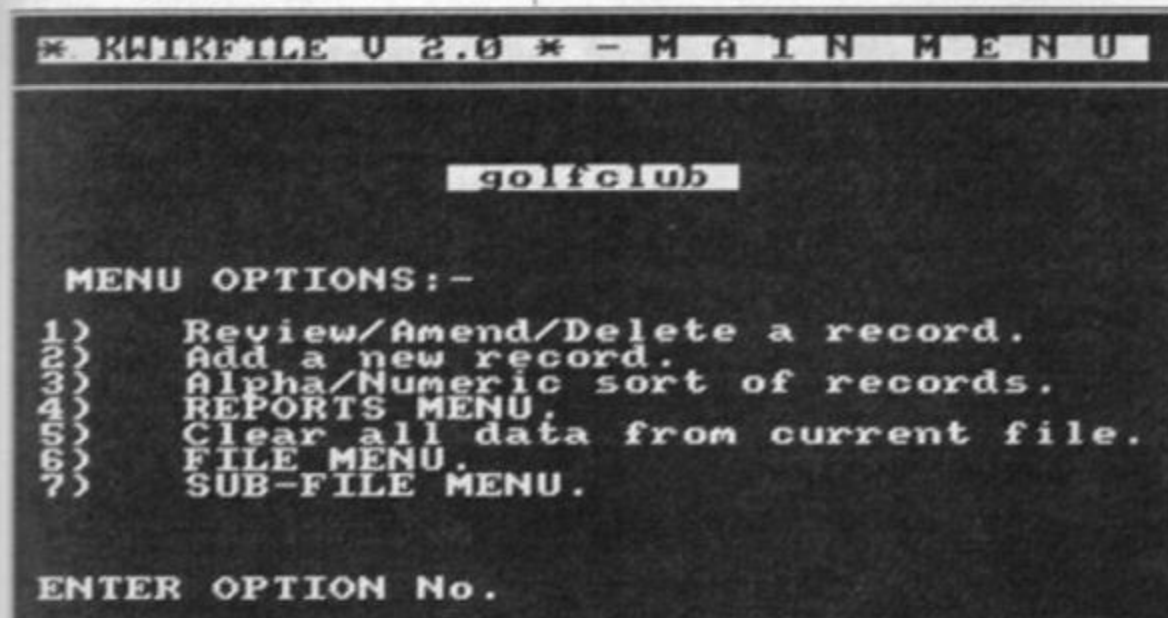 * KWIKFILE V 2.0 * - M A I N  M E N U
golfclub
MENU OPTIONS:-
1) Review/Amend/Delete a record.
2) Add a new record.
3) Alpha/Numeric sort of records.
4) REPORTS MENU.
5) Clear all data from current file.
6) FILE MENU.
7) SUB-FILE MENU.
ENTER OPTION No.